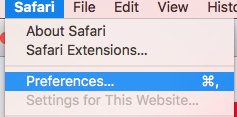 Safari File Edit View
About Safari
Safari Extensions...
Preferences... ⌘,
Settings for This Website...